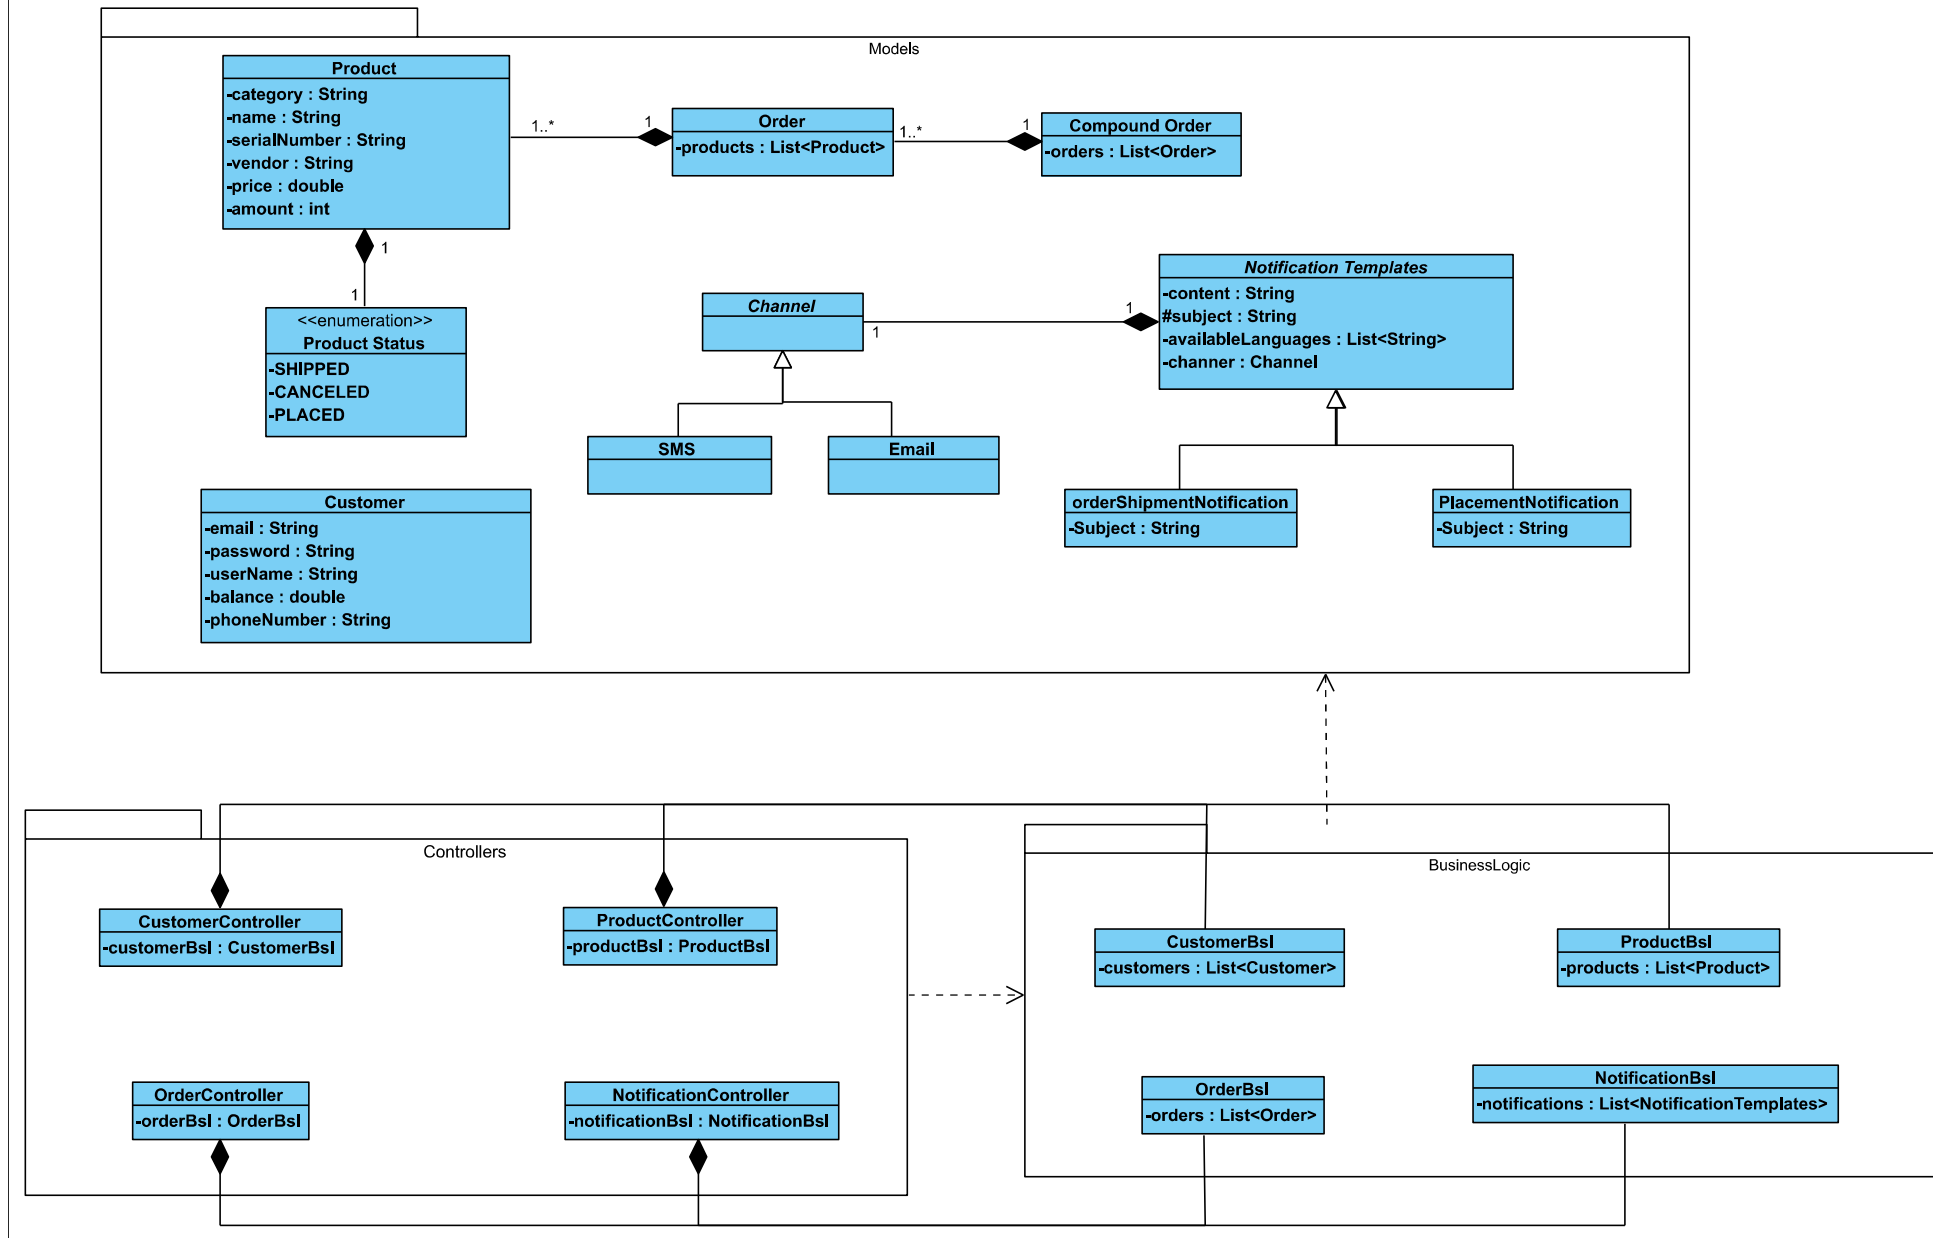 Models
Product
-category : String
-name : String
-serialNumber : String
-vendor : String
-price : double
-amount : int
1..*
1
Order
-products : List<Product>
1..*
1
Compound Order
-orders : List<Order>
1
1
<<enumeration>>
Product Status
-SHIPPED
-CANCELED
-PLACED
Channel
1
1
Notification Templates
-content : String
#subject : String
-availableLanguages : List<String>
-channer : Channel
SMS
Email
orderShipmentNotification
-Subject : String
PlacementNotification
-Subject : String
Customer
-email : String
-password : String
-userName : String
-balance : double
-phoneNumber : String
Controllers
CustomerController
-customerBsl : CustomerBsl
ProductController
-productBsl : ProductBsl
OrderController
-orderBsl : OrderBsl
NotificationController
-notificationBsl : NotificationBsl
BusinessLogic
CustomerBsl
-customers : List<Customer>
ProductBsl
-products : List<Product>
OrderBsl
-orders : List<Order>
NotificationBsl
-notifications : List<NotificationTemplates>